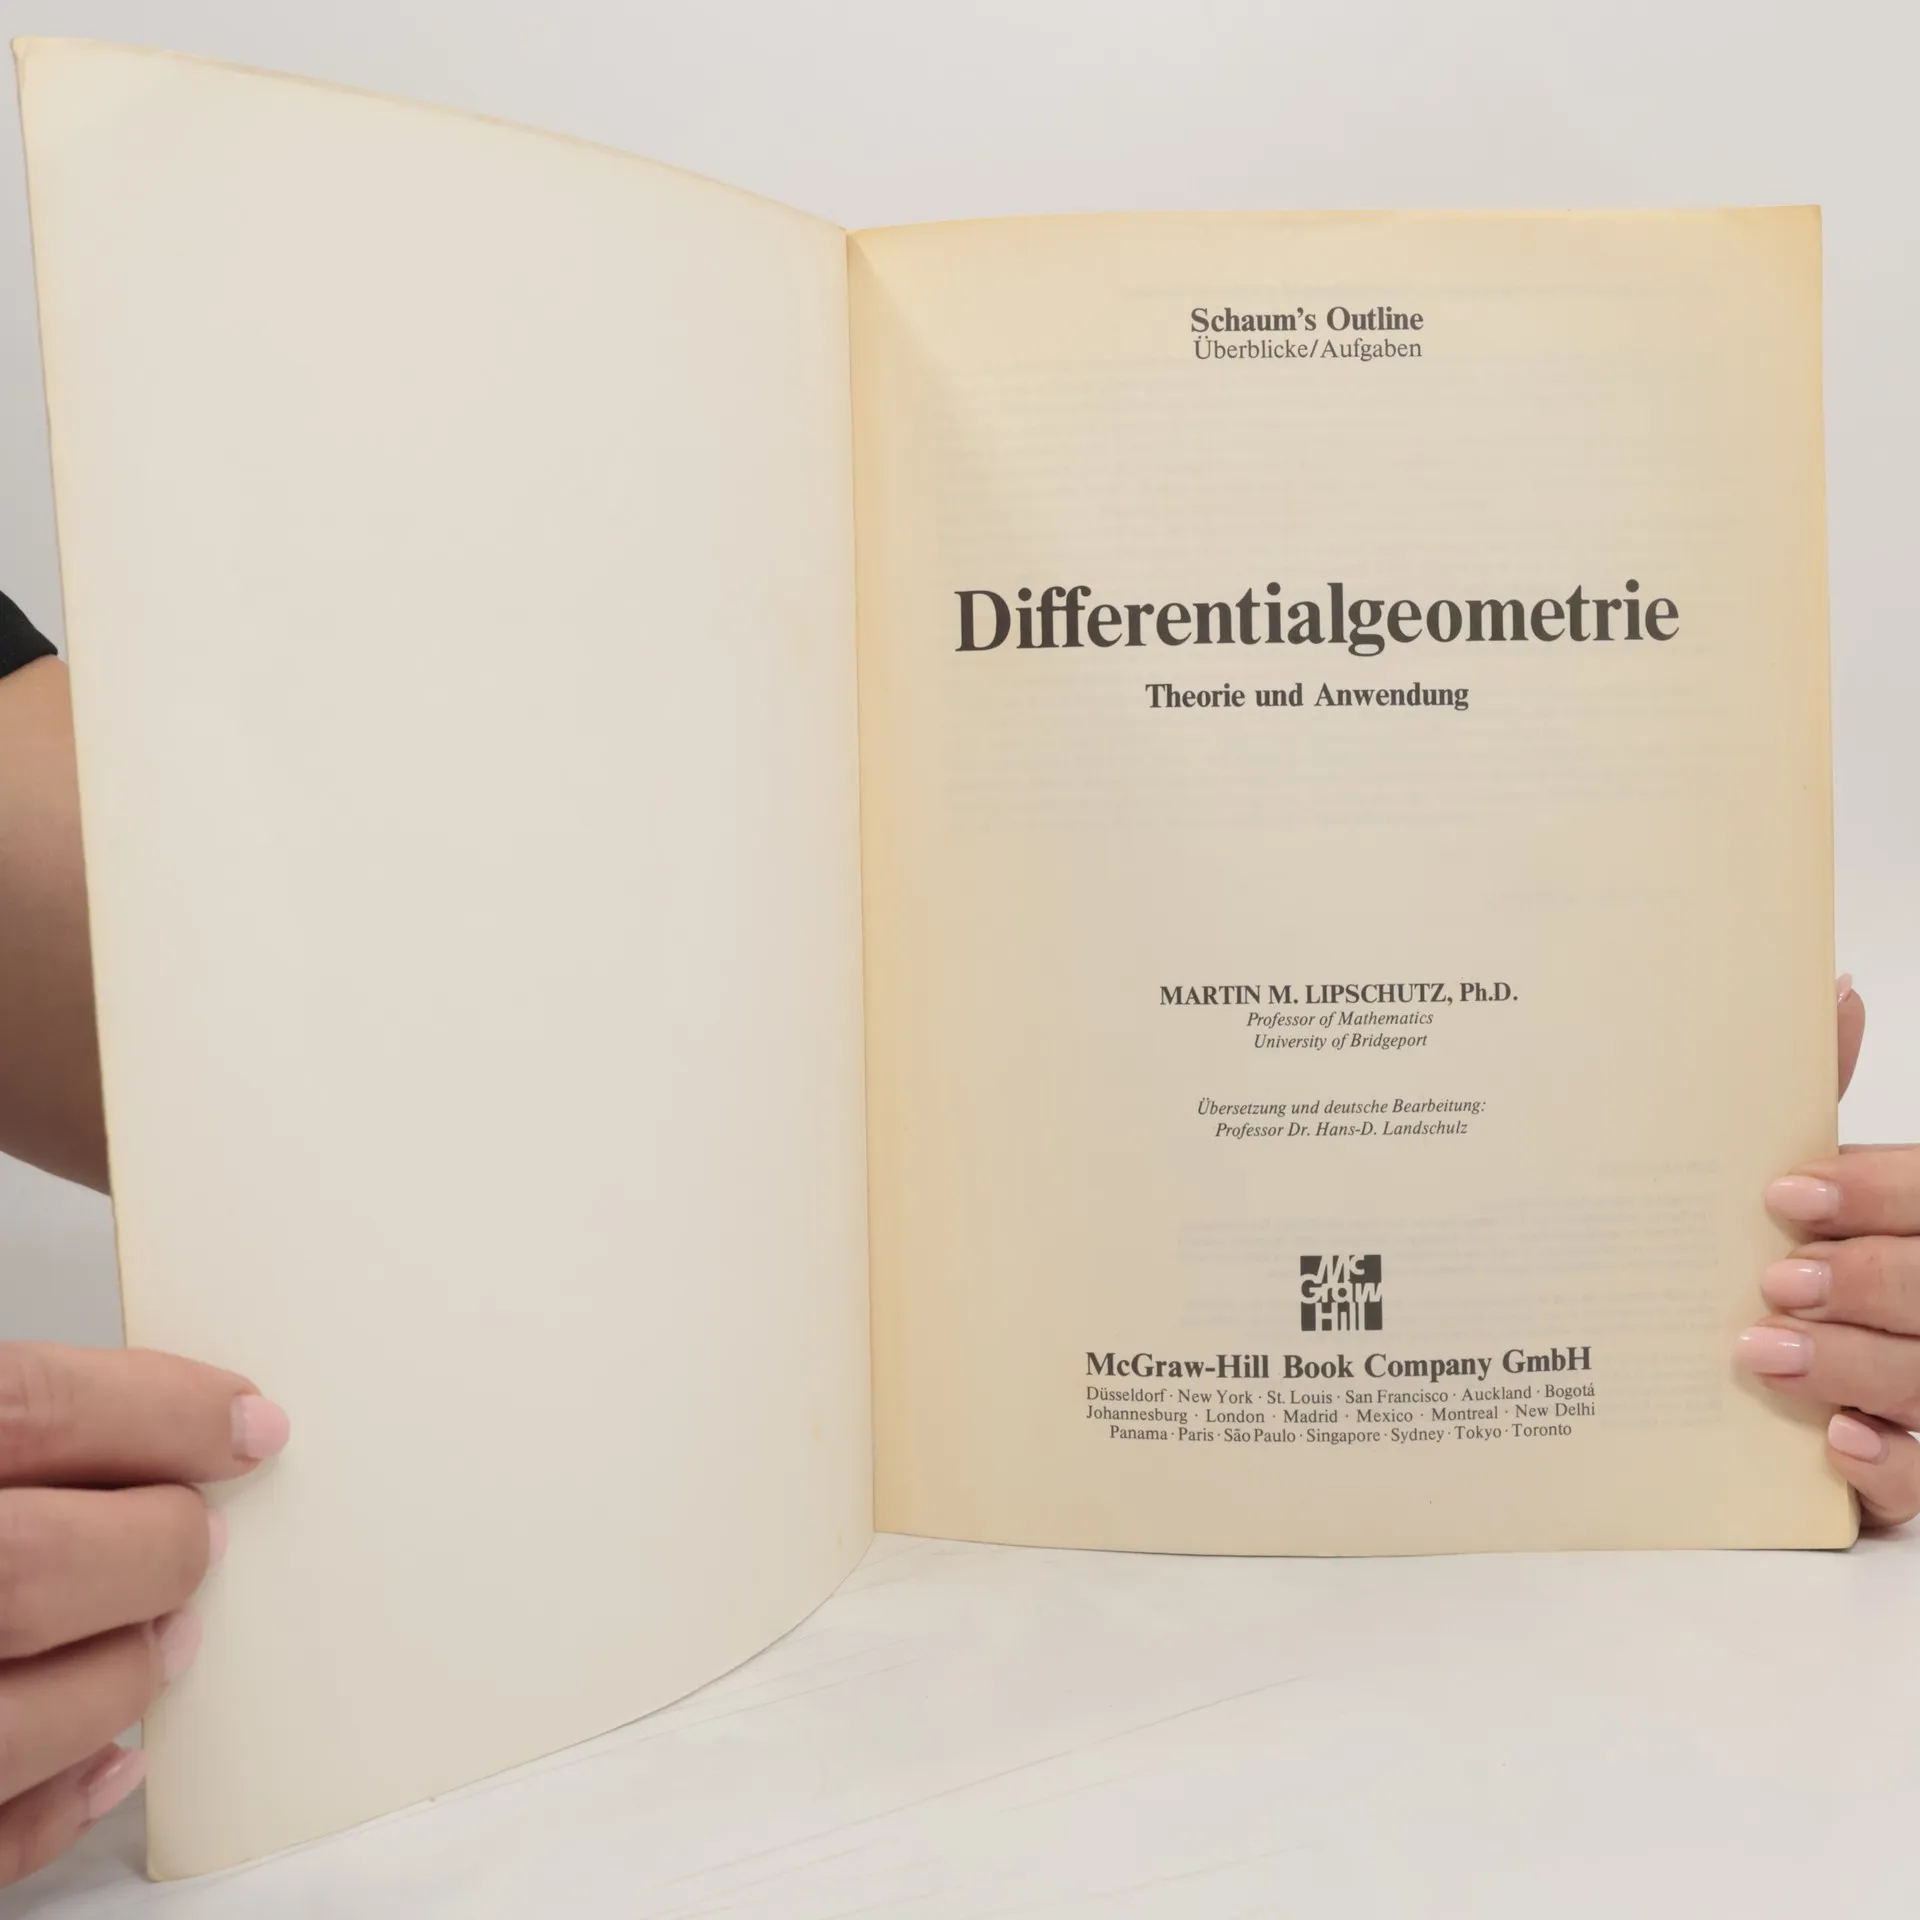 Schaum's Outline
Überblicke/Aufgaben
Differentialgeometrie
Theorie und Anwendung
MARTIN M. LIPSCHUTZ, Ph.D.
Professor of Mathematics
University of Bridgeport
Übersetzung und deutsche Bearbeitung:
Professor Dr. Hans-D. Landschulz
Mc
Graw
Hill
McGraw-Hill Book Company GmbH
Düsseldorf · New York · St. Louis · San Francisco · Auckland · Bogotá
Johannesburg · London · Madrid · Mexico · Montreal · New Delhi
Panama · Paris · São Paulo · Singapore · Sydney · Tokyo · Toronto